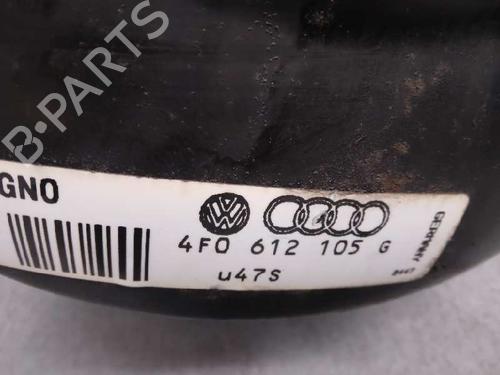 B-PARTS
GNO
4F0 612 105 G
u47s
GERMANY